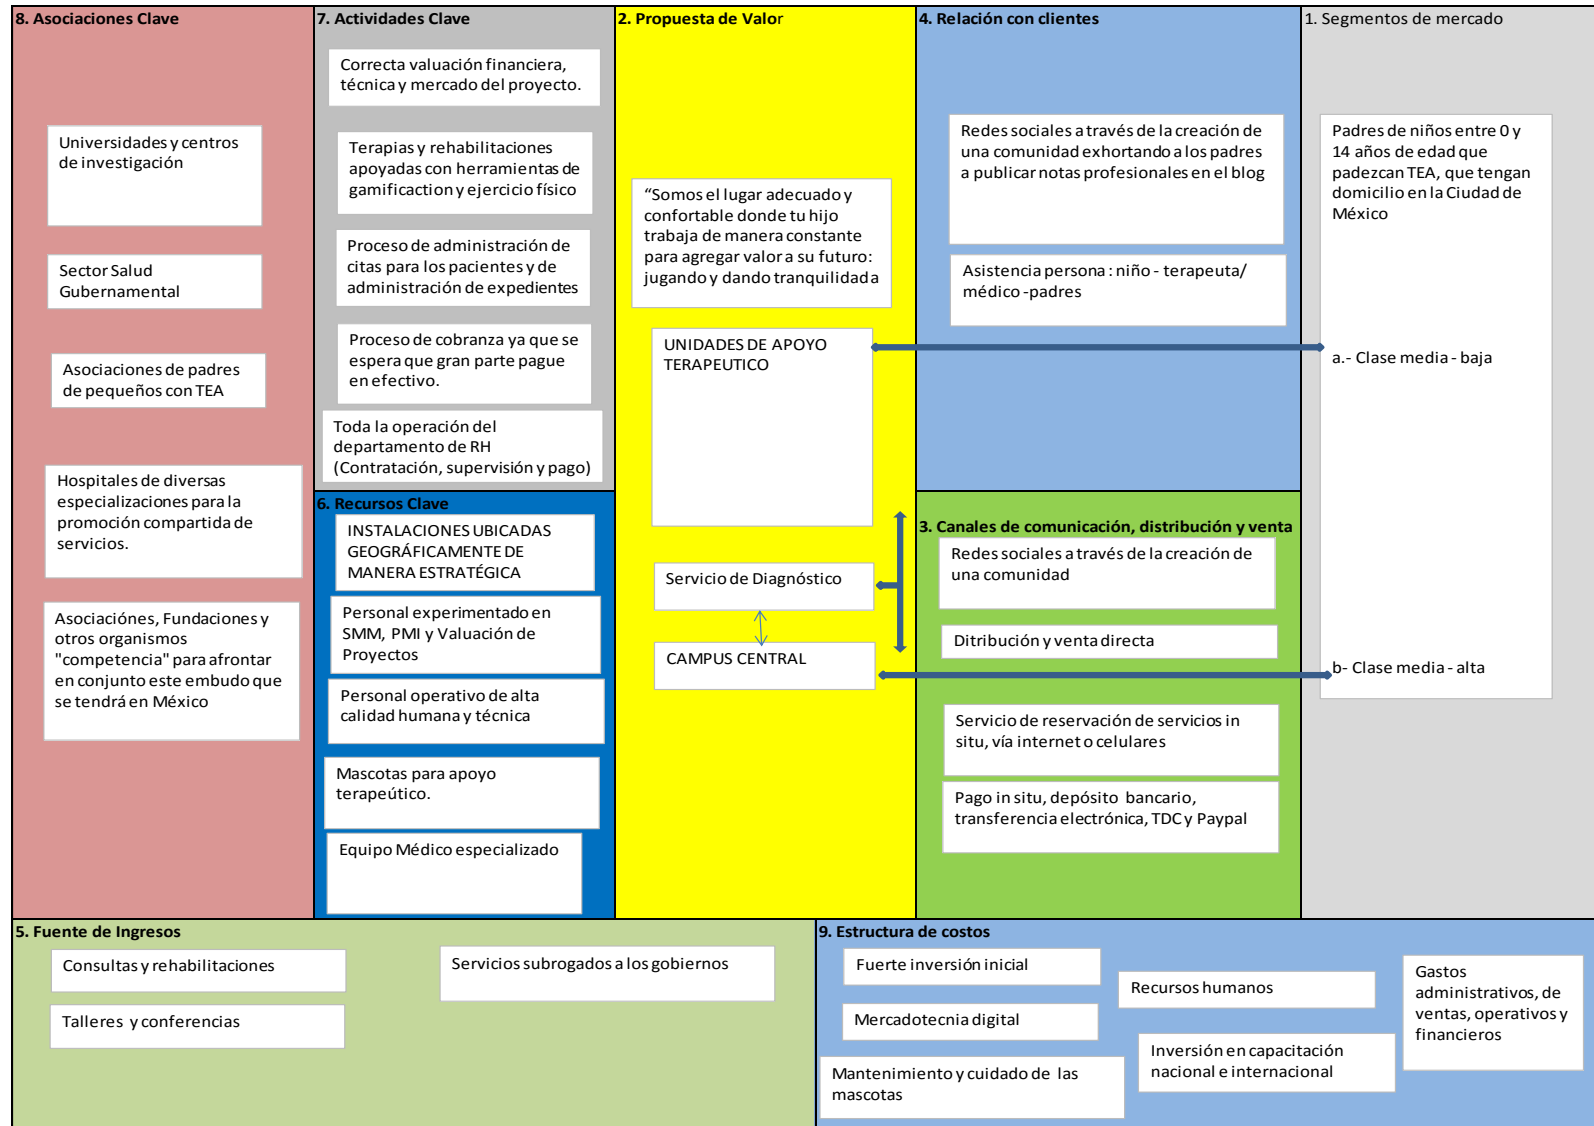 8. Asociaciones Clave
Universidades y centros
de investigación
Sector Salud
Gubernamental
Asociaciones de padres
de pequeños con TEA
Hospitales de diversas
especializaciones para la
promoción compartida de
servicios.
Asociaciónes, Fundaciones y
otros organismos
"competencia" para afrontar
en conjunto este embudo que
se tendrá en México
7. Actividades Clave
Correcta valuación financiera,
técnica y mercado del proyecto.
Terapias y rehabilitaciones
apoyadas con herramientas de
gamificaction y ejercicio físico
Proceso de administración de
citas para los pacientes y de
administración de expedientes
Proceso de cobranza ya que se
espera que gran parte pague
en efectivo.
Toda la operación del
departamento de RH
(Contratación, supervisión y pago)
6. Recursos Clave
INSTALACIONES UBICADAS
GEOGRÁFICAMENTE DE
MANERA ESTRATÉGICA
Personal experimentado en
SMM, PMI y Valuación de
Proyectos
Personal operativo de alta
calidad humana y técnica
Mascotas para apoyo
terapeútico.
Equipo Médico especializado
2. Propuesta de Valor
“Somos el lugar adecuado y
confortable donde tu hijo
trabaja de manera constante
para agregar valor a su futuro:
jugando y dando tranquilidad a
UNIDADES DE APOYO
TERAPEUTICO
Servicio de Diagnóstico
CAMPUS CENTRAL
4. Relación con clientes
Redes sociales a través de la creación de
una comunidad exhortando a los padres
a publicar notas profesionales en el blog
Asistencia persona : niño - terapeuta/
médico -padres
3. Canales de comunicación, distribución y venta
Redes sociales a través de la creación de
una comunidad
Ditribución y venta directa
Servicio de reservación de servicios in
situ, vía internet o celulares
Pago in situ, depósito bancario,
transferencia electrónica, TDC y Paypal
1. Segmentos de mercado
Padres de niños entre 0 y
14 años de edad que
padezcan TEA, que tengan
domicilio en la Ciudad de
México
a.- Clase media - baja
b- Clase media - alta
5. Fuente de Ingresos
Consultas y rehabilitaciones
Servicios subrogados a los gobiernos
Talleres y conferencias
9. Estructura de costos
Fuerte inversión inicial
Recursos humanos
Gastos
administrativos, de
ventas, operativos y
financieros
Mercadotecnia digital
Inversión en capacitación
nacional e internacional
Mantenimiento y cuidado de las
mascotas